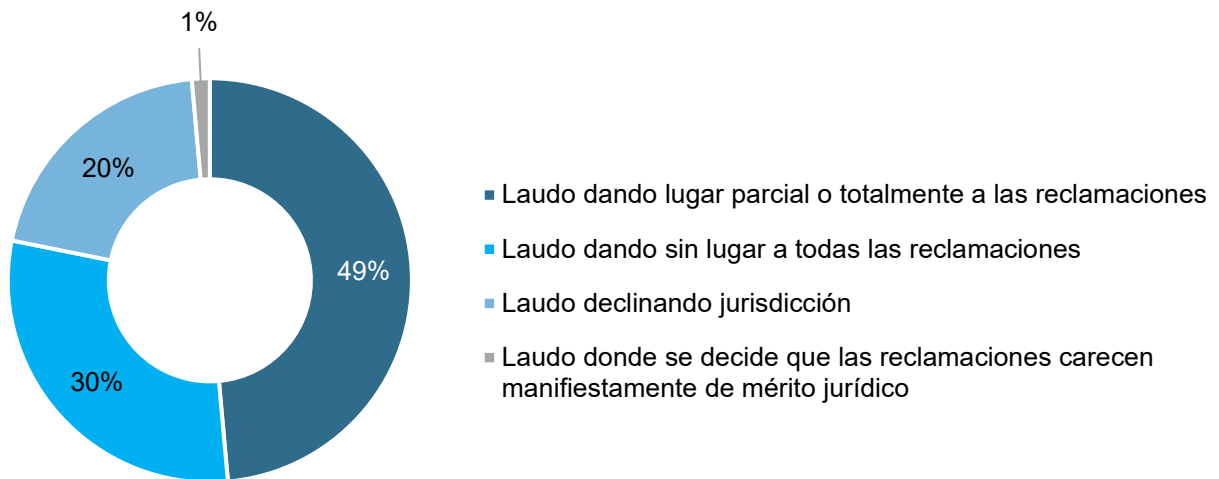 1%
20%
49%
30%
Laudo dando lugar parcial o totalmente a las reclamaciones
Laudo dando sin lugar a todas las reclamaciones
Laudo declinando jurisdicción
Laudo donde se decide que las reclamaciones carecen
manifiestamente de mérito jurídico